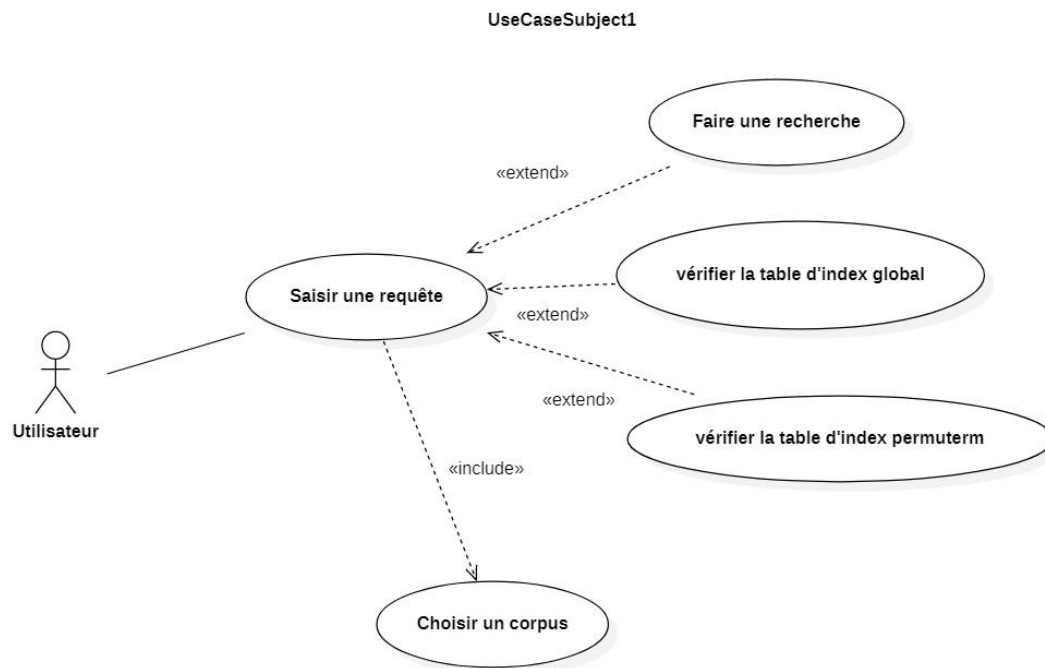 UseCaseSubject1
Faire une recherche
«extend»
vérifier la table d'index global
Saisir une requête
«extend»
«extend»
Utilisateur
vérifier la table d'index permuterm
«include»
Choisir un corpus